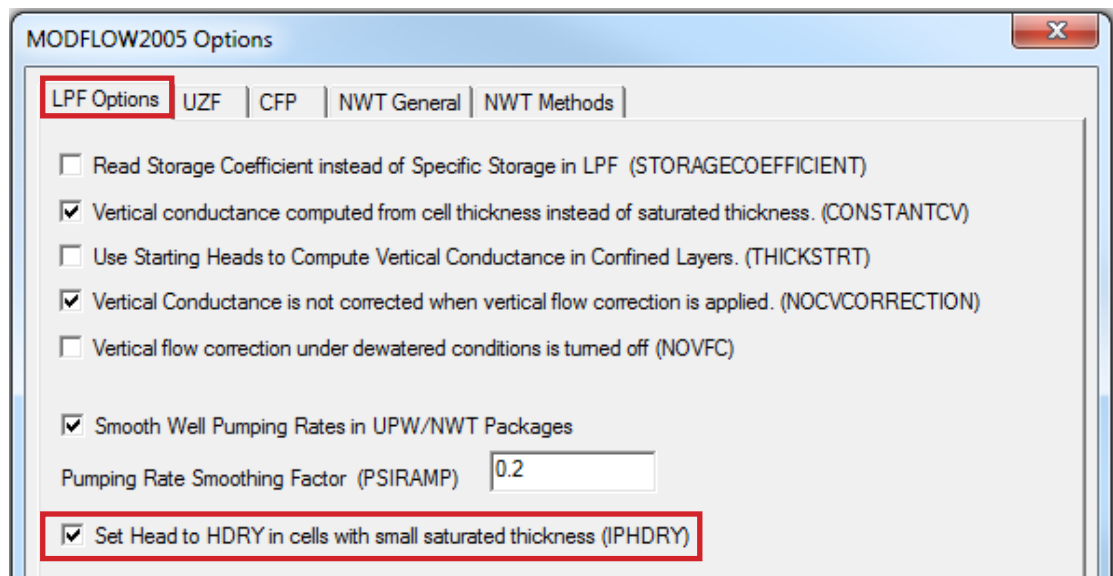 MODFLOW2005 Options
LPF Options UZF CFP NWT General NWT Methods
Read Storage Coefficient instead of Specific Storage in LPF (STORAGECOEFFICIENT)
Vertical conductance computed from cell thickness instead of saturated thickness. (CONSTANTCV)
Use Starting Heads to Compute Vertical Conductance in Confined Layers. (THICKSTRT)
Vertical Conductance is not corrected when vertical flow correction is applied. (NOCVCORRECTION)
Vertical flow correction under dewatered conditions is turned off (NOVFC)
Smooth Well Pumping Rates in UPW/NWT Packages
Pumping Rate Smoothing Factor (PSIRAMP) 0.2
Set Head to HDRY in cells with small saturated thickness (IPHDRY)